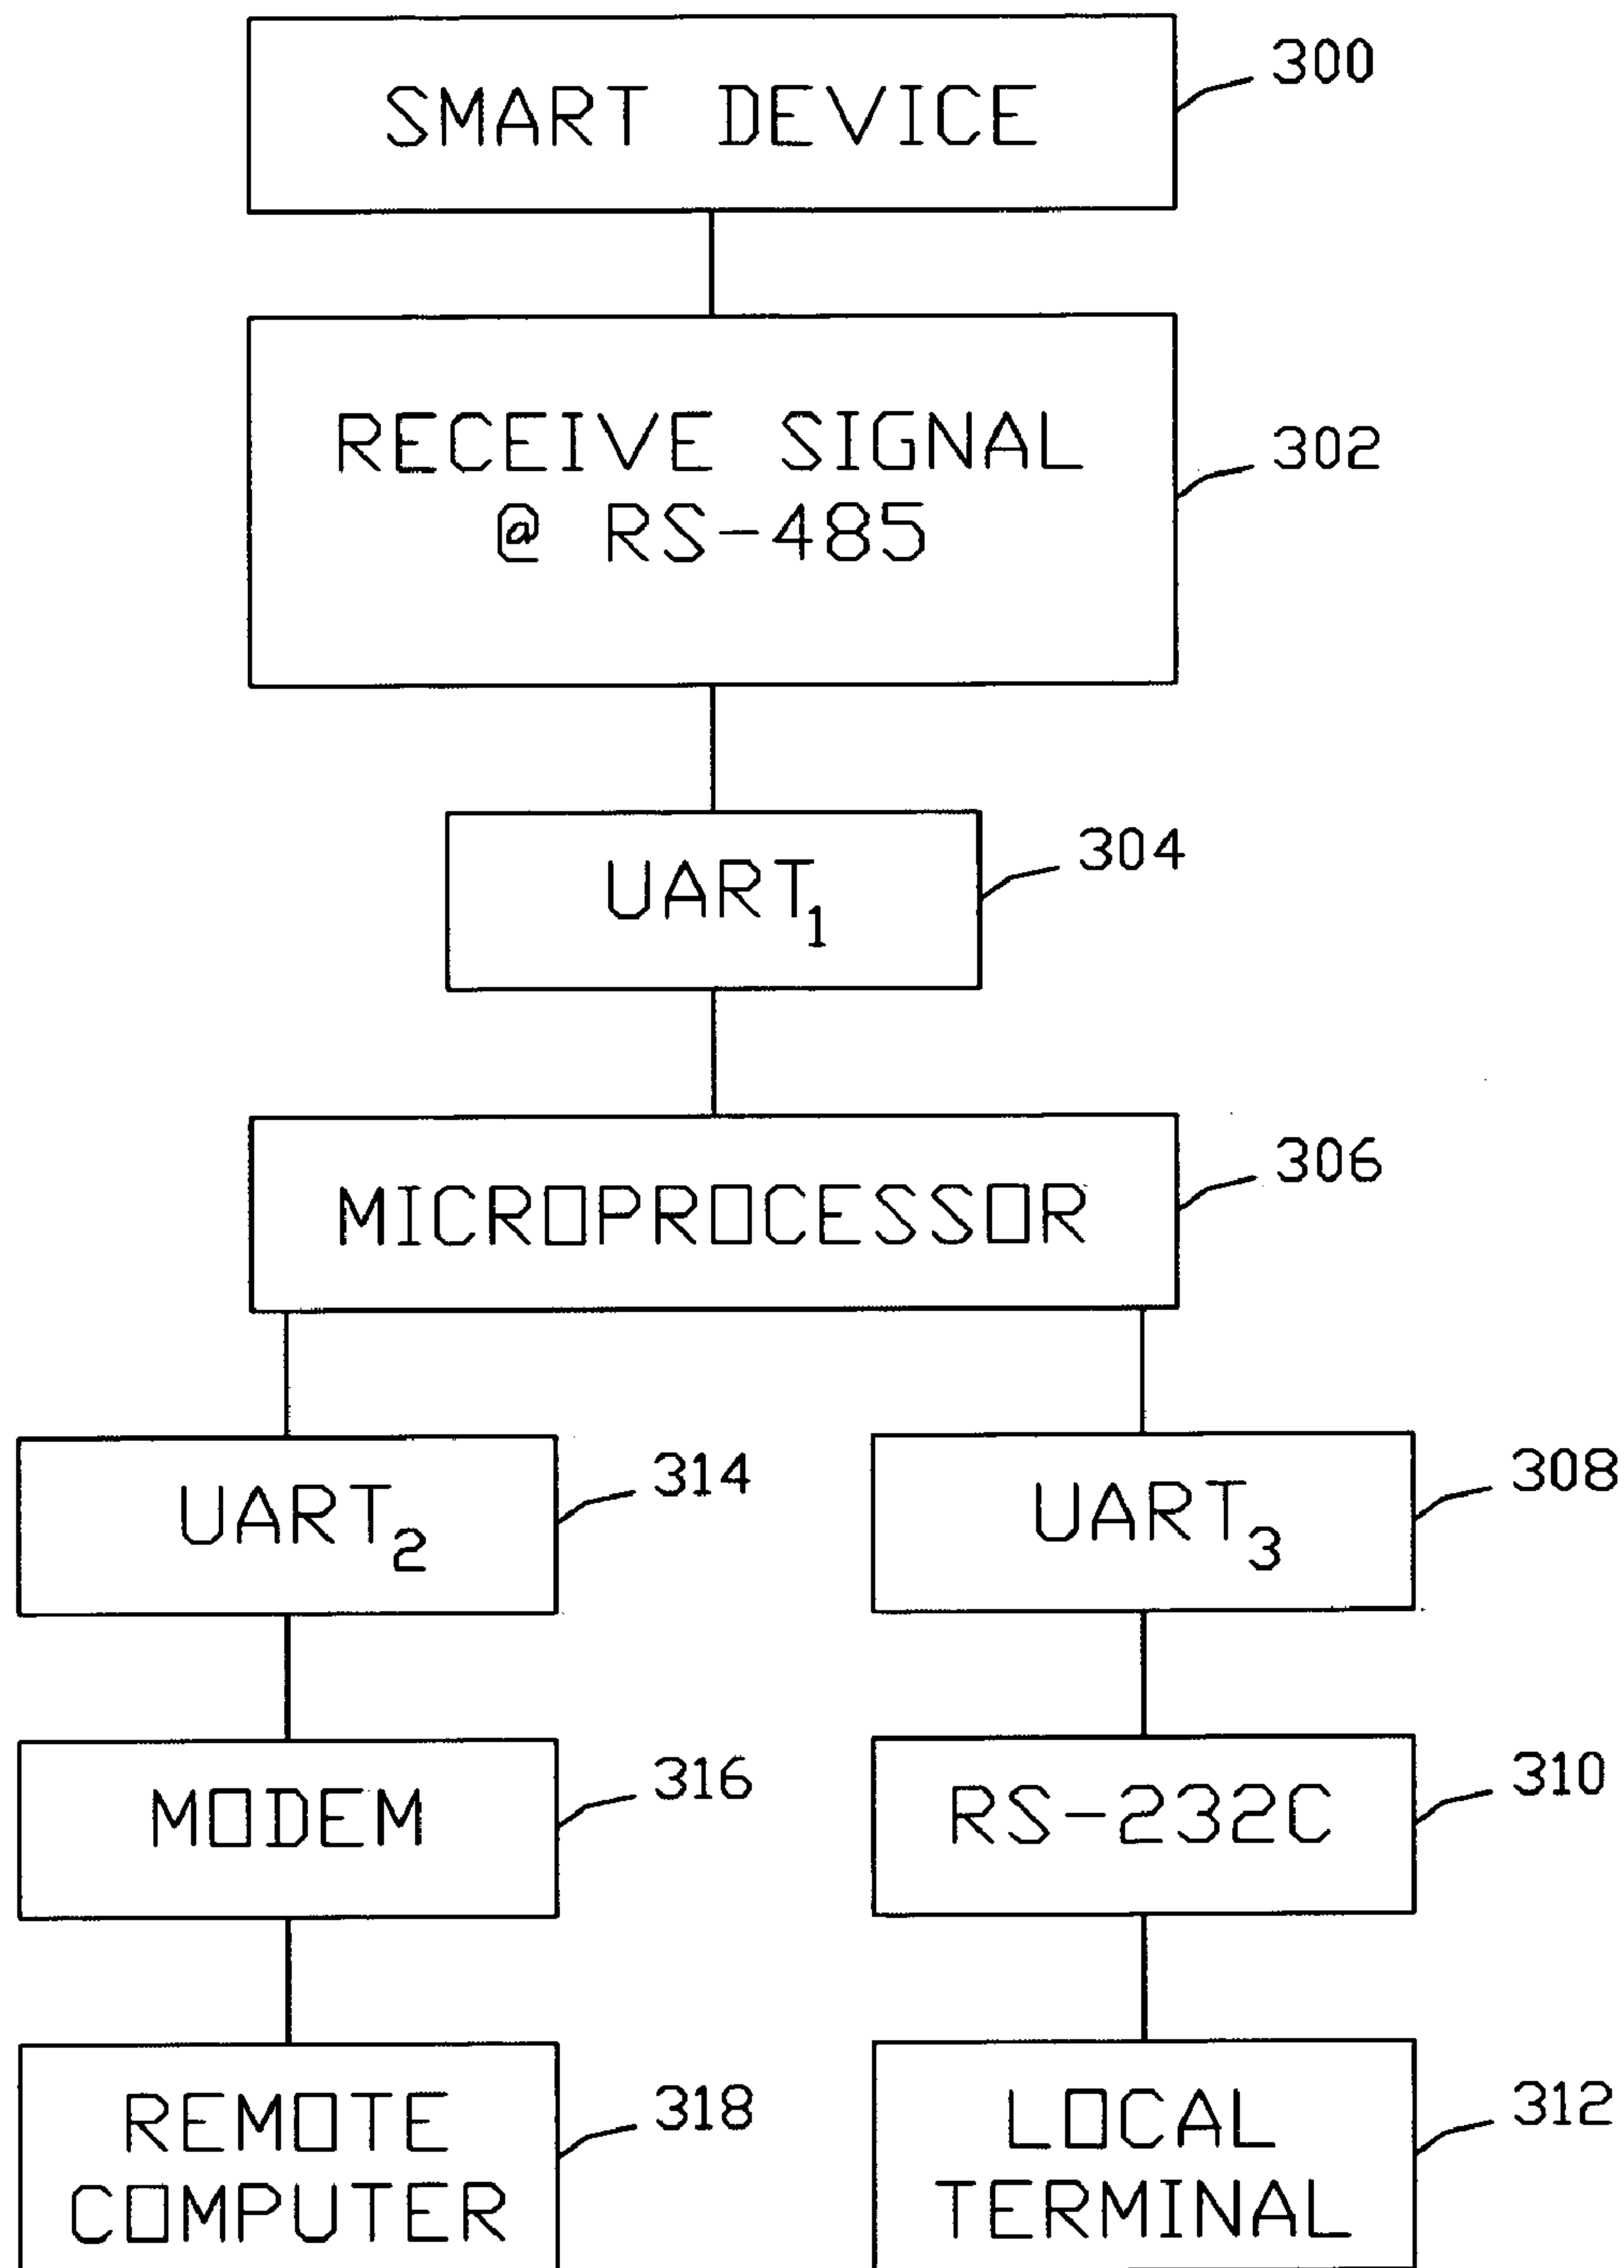 SMART DEVICE
300
RECEIVE SIGNAL
@ RS-485
302
UART1
304
MICROPROCESSOR
306
UART2
314
UART3
308
MODEM
316
RS-232C
310
REMOTE
COMPUTER
318
LOCAL
TERMINAL
312